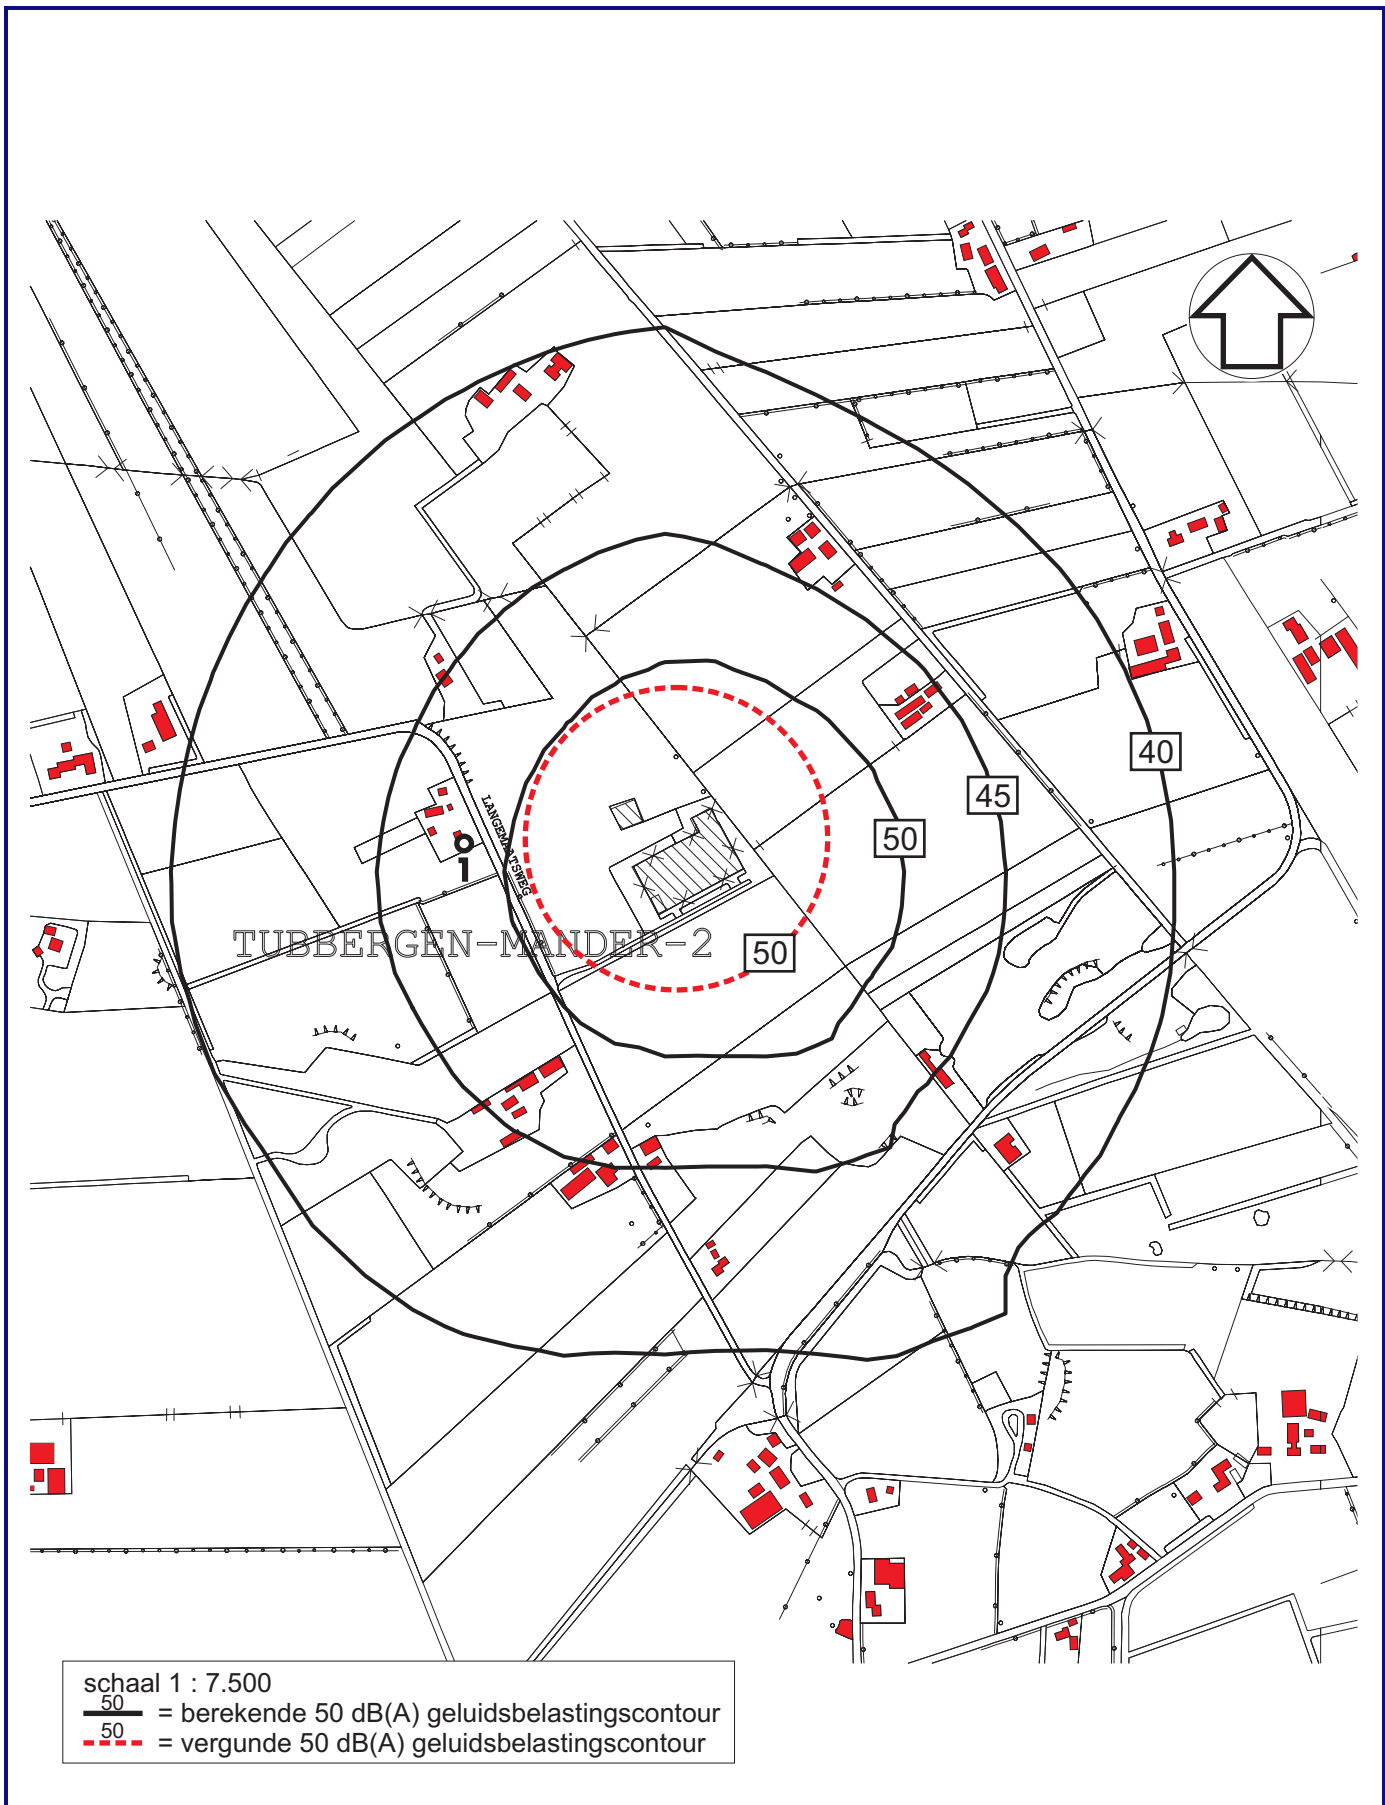 40
45
50
LANGEMAATSWEG
1
TUBBERGEN-MANDER-2
50
schaal 1 : 7.500
50
= berekende 50 dB(A) geluidsbelastingscontour
50
= vergunde 50 dB(A) geluidsbelastingscontour